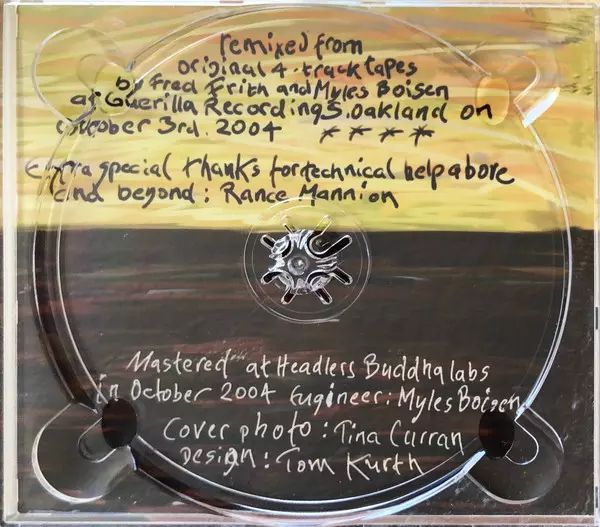 remixed from
original 4-track tapes
by Fred Frith and Myles Boisen
at Guerilla Recordings, Oakland on
October 3rd. 2004 * * * *
extra special thanks for technical help above
and beyond: Rance Mannion
Mastered at Headless Buddha labs
in October 2004 Engineer: Myles Boisen
Cover photo: Tina Curran
Design: Tom Kurth